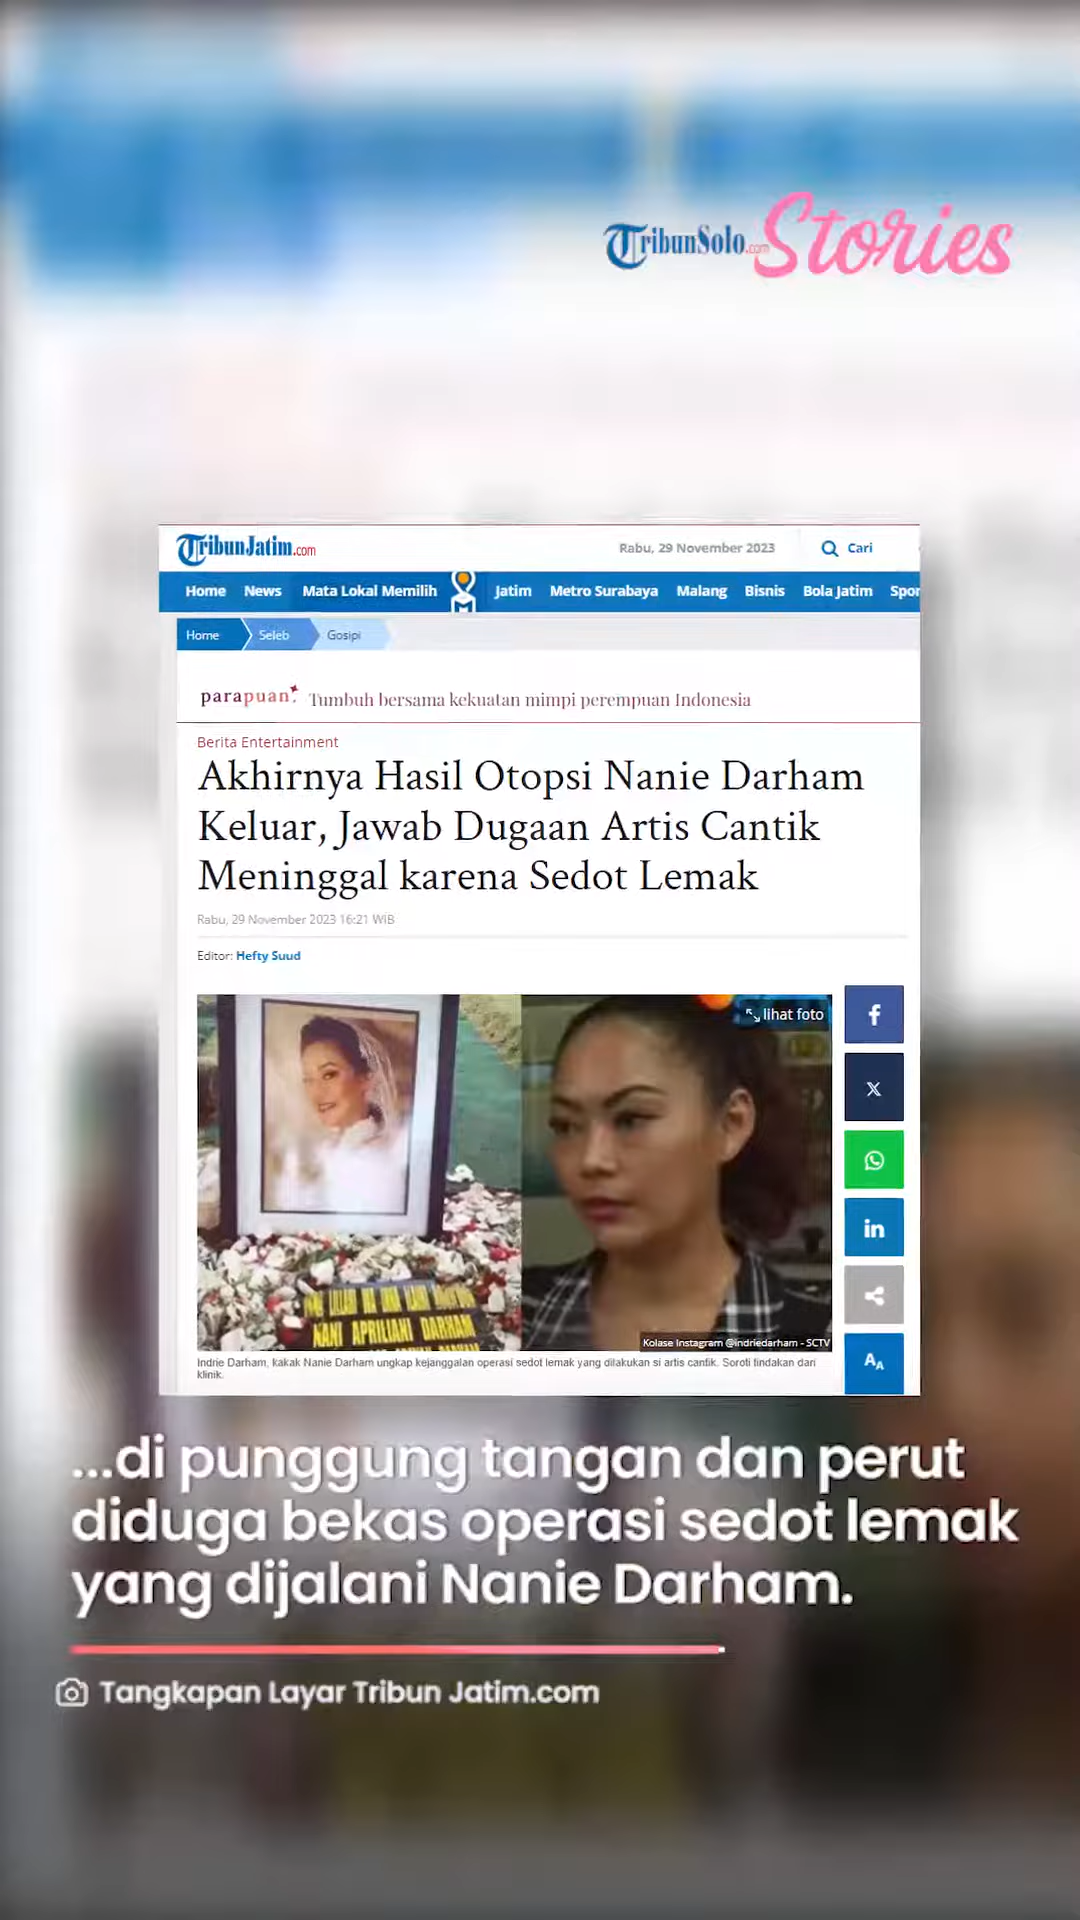 TribunSolo.com Stories
TribunJatim.com
Rabu, 29 November 2023
Cari
Home News Mata Lokal Memilih Jatim Metro Surabaya Malang Bisnis Bola Jatim Spor
Home Seleb Gosipi
parapuan Tumbuh bersama kekuatan mimpi perempuan Indonesia
Berita Entertainment
Akhirnya Hasil Otopsi Nanie Darham
Keluar, Jawab Dugaan Artis Cantik
Meninggal karena Sedot Lemak
Rabu, 29 November 2023 16:21 WIB
Editor: Hefty Suud
lihat foto
NANI APRILIANI DARHAM
Kolase Instagram @indriedarham - SCTV
Indrie Darham, kakak Nanie Darham ungkap kejanggalan operasi sedot lemak yang dilakukan si artis cantik. Soroti tindakan dari
klinik.
...di punggung tangan dan perut
diduga bekas operasi sedot lemak
yang dijalani Nanie Darham.
Tangkapan Layar Tribun Jatim.com